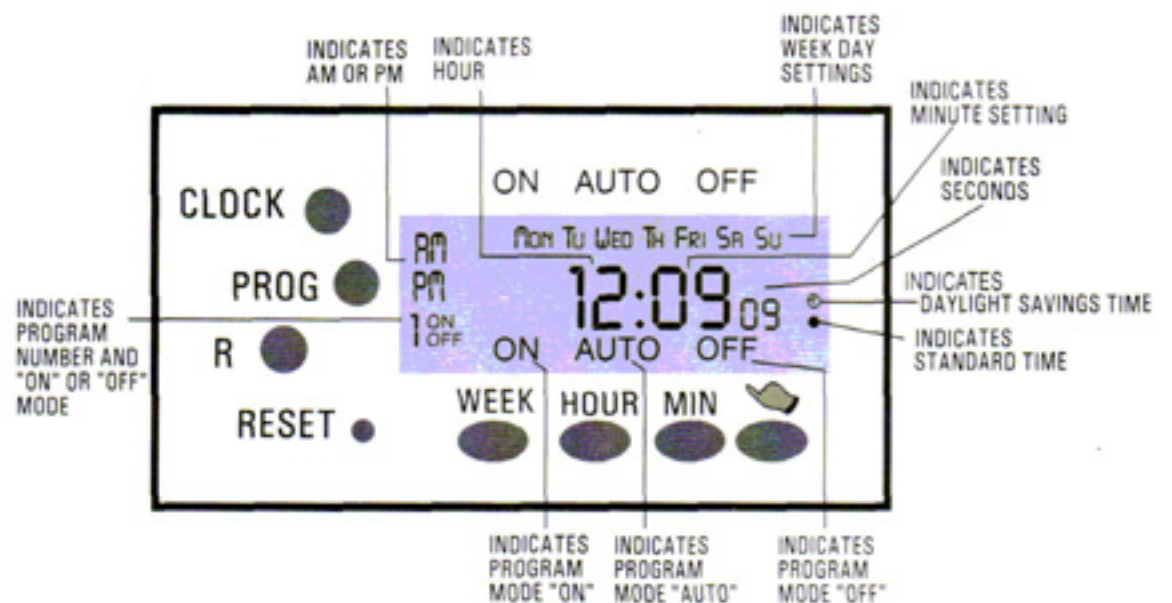 INDICATES
AM OR PM
INDICATES
HOUR
INDICATES
WEEK DAY
SETTINGS
INDICATES
MINUTE SETTING
INDICATES
SECONDS
INDICATES
DAYLIGHT SAVINGS TIME
INDICATES
STANDARD TIME
INDICATES
PROGRAM
NUMBER AND
"ON" OR "OFF"
MODE
CLOCK
PROG
R
RESET
ON AUTO OFF
MON TU WED TH FRI SA SU
AM
PM
12:09 09
1 ON
OFF
ON AUTO OFF
WEEK HOUR MIN
INDICATES
PROGRAM
MODE "ON"
INDICATES
PROGRAM
MODE "AUTO"
INDICATES
PROGRAM
MODE "OFF"